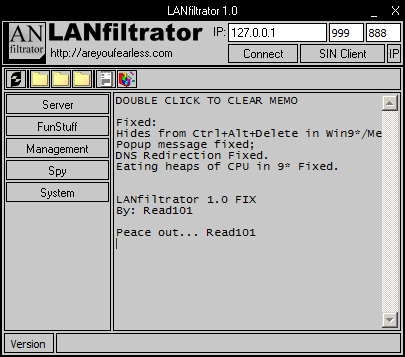 LANfiltrator 1.0
_ X
AN
filtrator
LANfiltrator
http://areyoufearless.com
IP: 127.0.0.1 999 888
Connect SIN Client IP
Server
FunStuff
Management
Spy
System
DOUBLE CLICK TO CLEAR MEMO
Fixed:
Hides from Ctrl+Alt+Delete in Win9*/Me
Popup message fixed;
DNS Redirection Fixed.
Eating heaps of CPU in 9* Fixed.
LANfiltrator 1.0 FIX
By: Read101
Peace out... Read101
Version